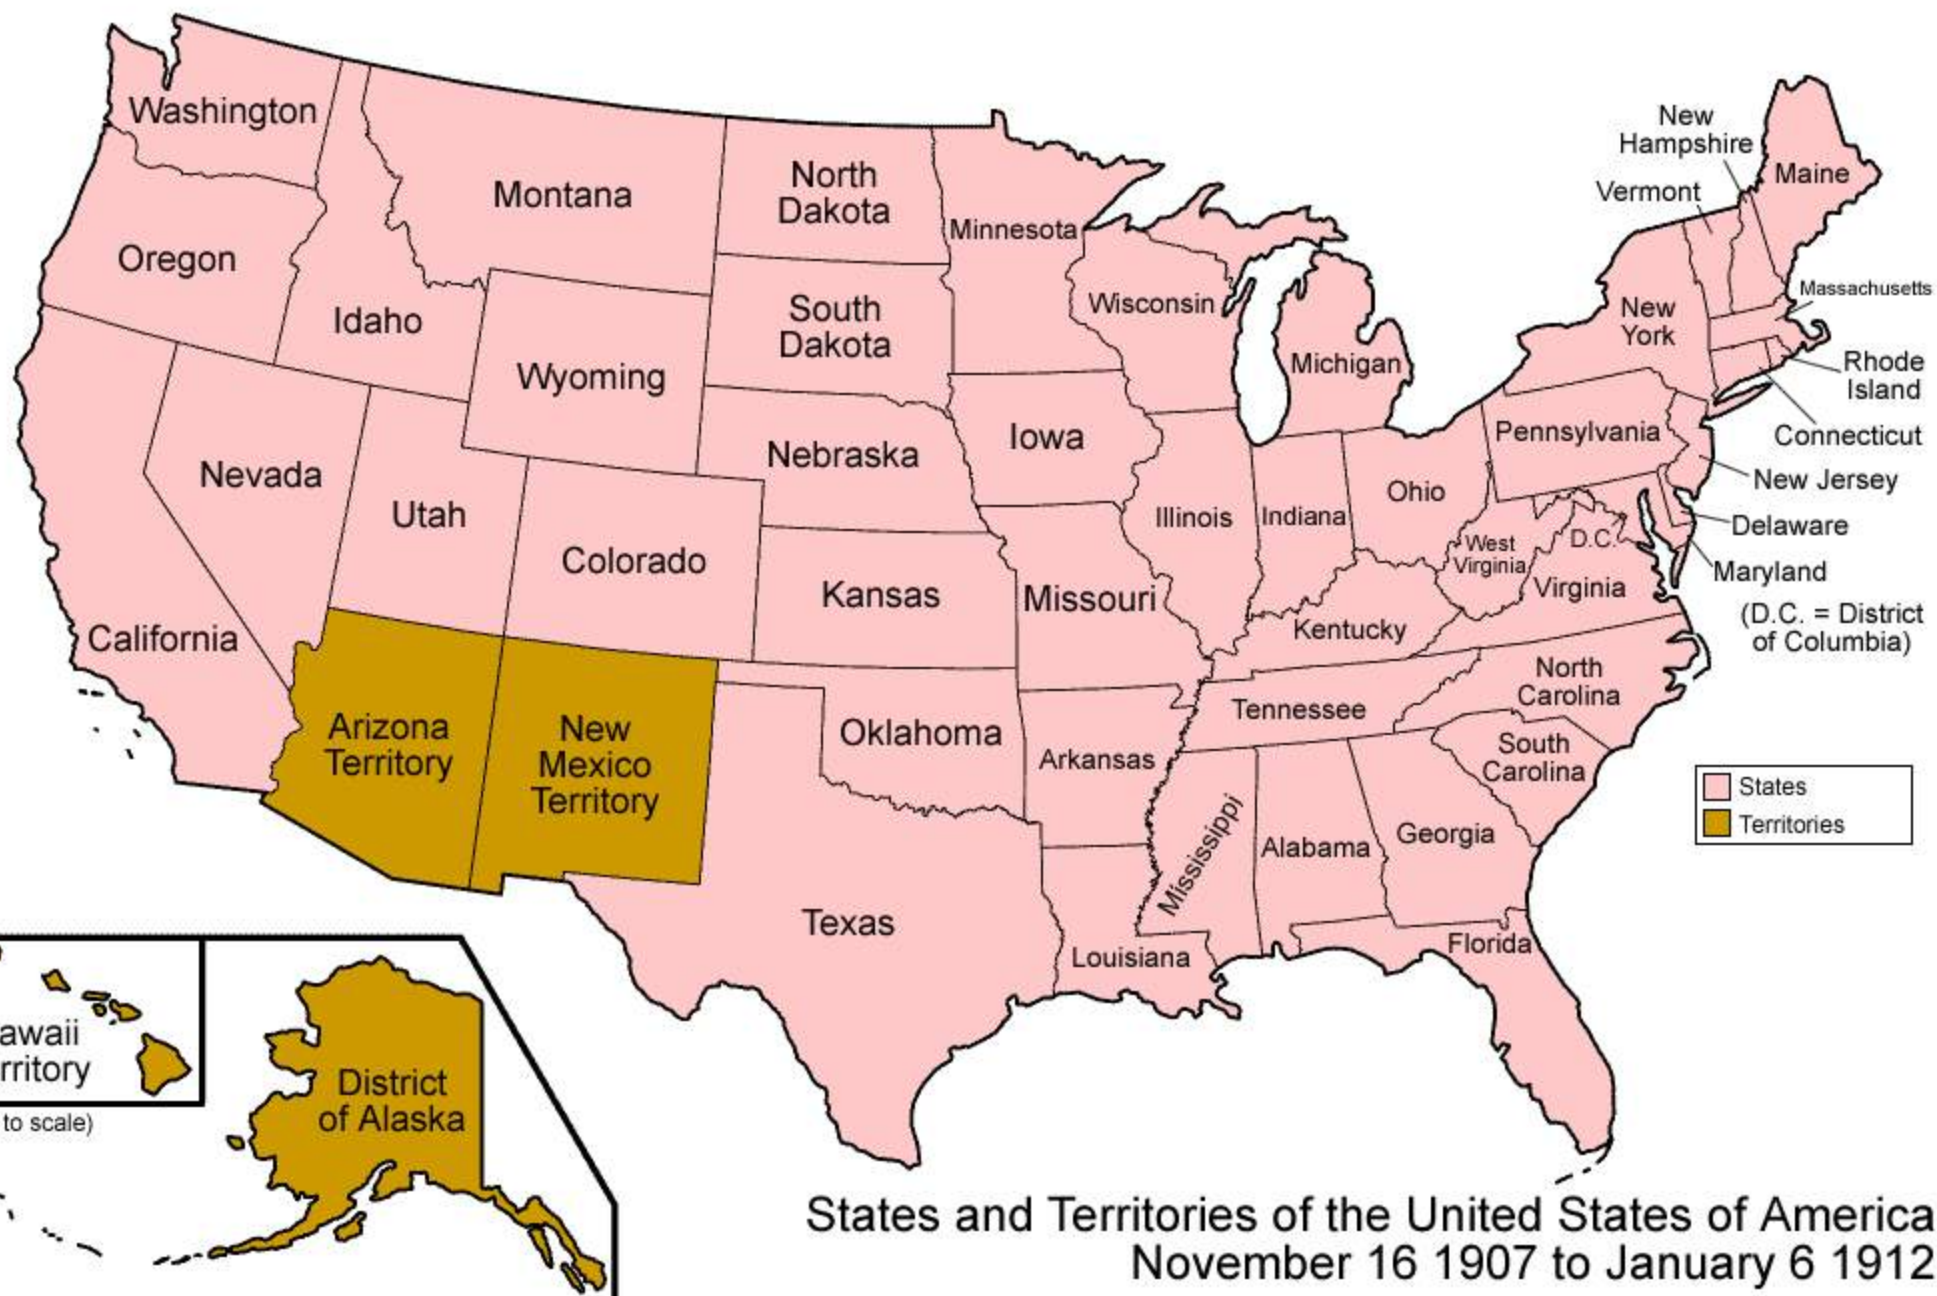 Washington
Montana
North
Dakota
Minnesota
New
Hampshire
Vermont
Maine
Oregon
Idaho
Wyoming
South
Dakota
Wisconsin
Michigan
New
York
Massachusetts
Rhode
Island
Connecticut
New Jersey
Delaware
Maryland
(D.C. = District
of Columbia)
Nevada
Utah
Colorado
Nebraska
Iowa
Illinois
Indiana
Ohio
Pennsylvania
West
Virginia
D.C.
Virginia
California
Kansas
Missouri
Kentucky
Arizona
Territory
New
Mexico
Territory
Oklahoma
Arkansas
Tennessee
North
Carolina
South
Carolina
States
Territories
Texas
Louisiana
Mississippi
Alabama
Georgia
Florida
awaii
rritory
to scale)
District
of Alaska
States and Territories of the United States of America
November 16 1907 to January 6 1912